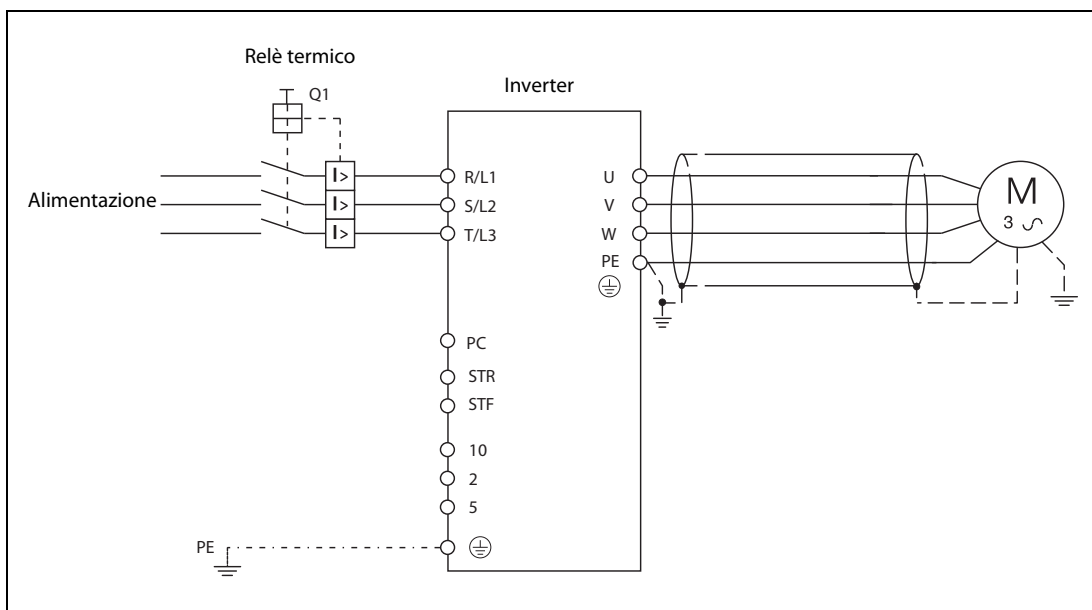 Relè termico
Q1
Inverter
Alimentazione
I>
I>
I>
R/L1
S/L2
T/L3
U
V
W
PE
M
3
PC
STR
STF
10
2
5
PE